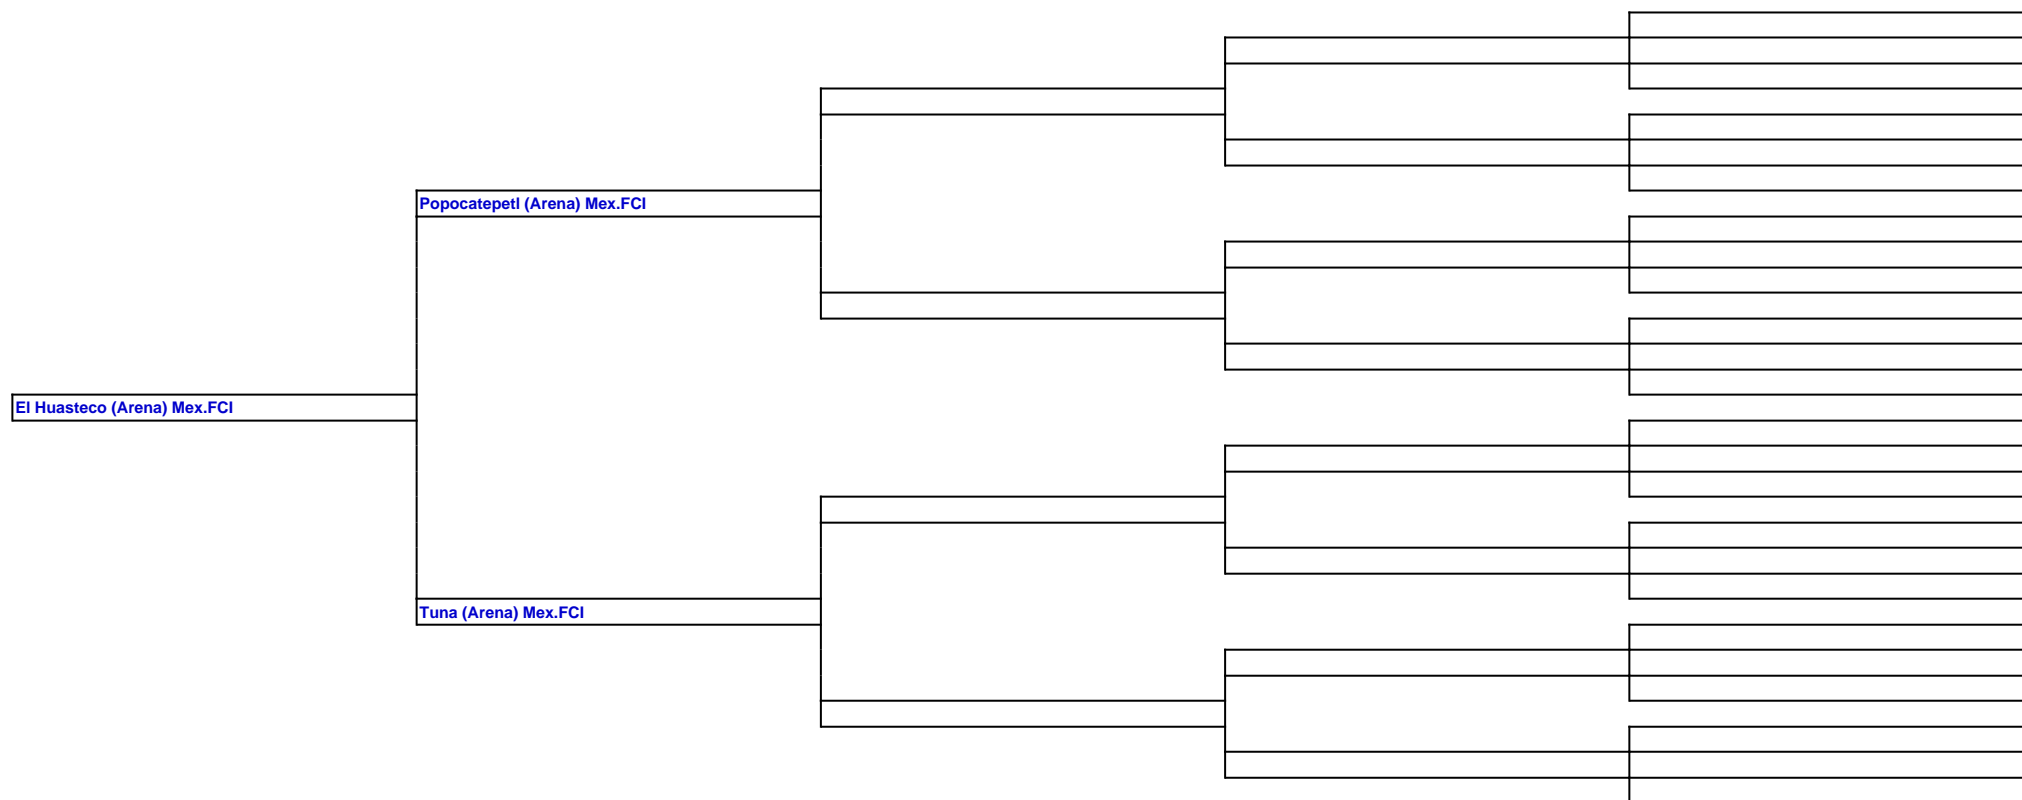 Popocatepetl (Arena) Mex.FCI
El Huasteco (Arena) Mex.FCI
Tuna (Arena) Mex.FCI